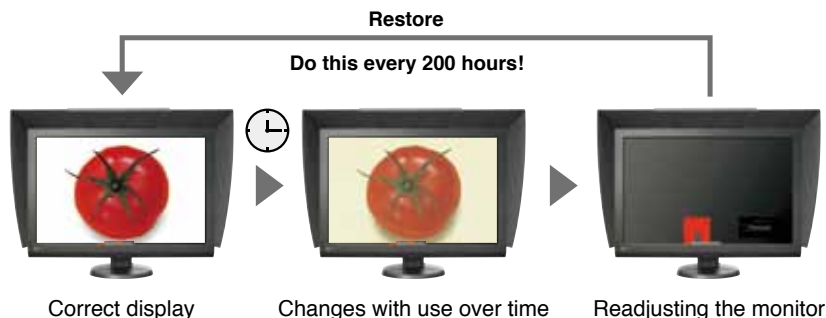 Restore
Do this every 200 hours!
Correct display
Changes with use over time
Readjusting the monitor